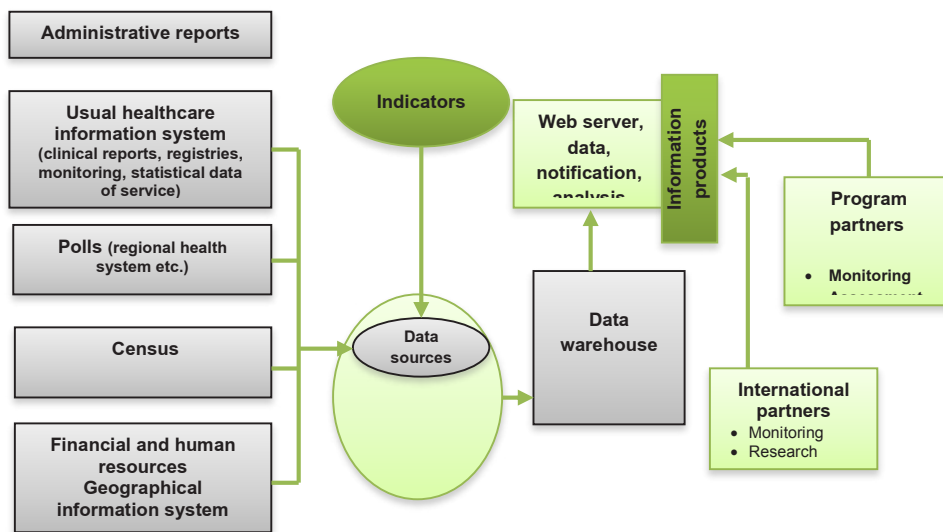 Administrative reports
Usual healthcare
information system
(clinical reports, registries,
monitoring, statistical data
of service)
Polls (regional health
system etc.)
Census
Financial and human
resources
Geographical
information system
Indicators
Data
sources
Web server,
data,
notification,
analysis
Information
products
Data
warehouse
Program
partners
• Monitoring
International
partners
• Monitoring
• Research